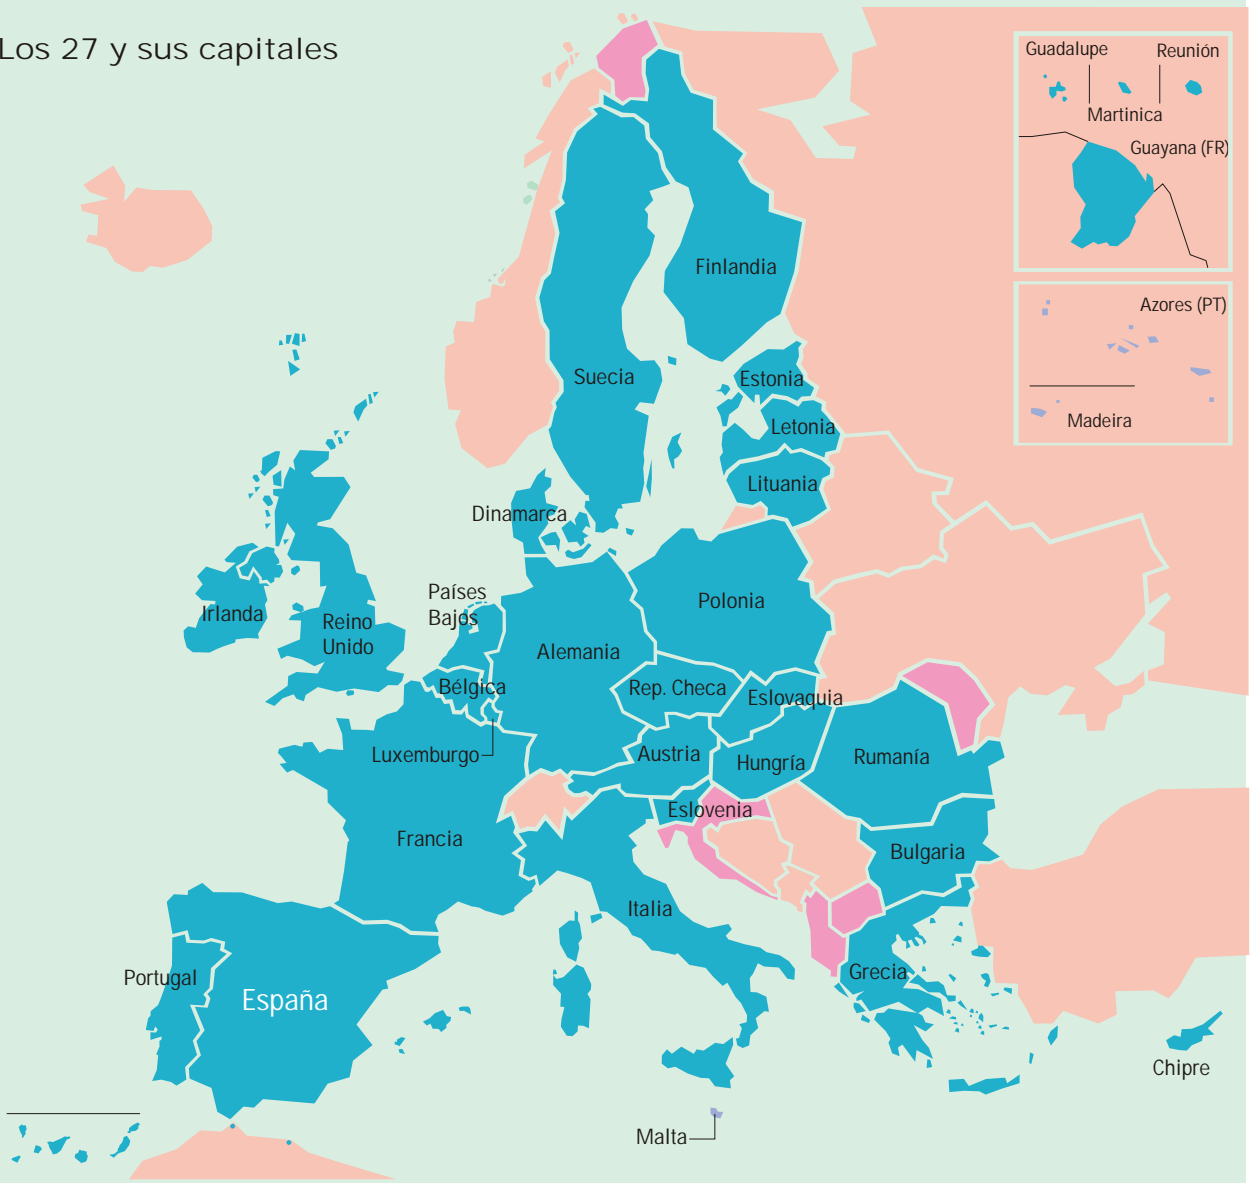 Los 27 y sus capitales
Guadalupe
Reunión
Martinica
Guayana (FR)
Azores (PT)
Madeira
Finlandia
Suecia
Estonia
Letonia
Lituania
Dinamarca
Irlanda
Reino
Unido
Países
Bajos
Polonia
Alemania
Bélgica
Rep. Checa
Eslovaquia
Luxemburgo
Austria
Hungría
Rumanía
Eslovenia
Francia
Bulgaria
Italia
Portugal
España
Grecia
Chipre
Malta